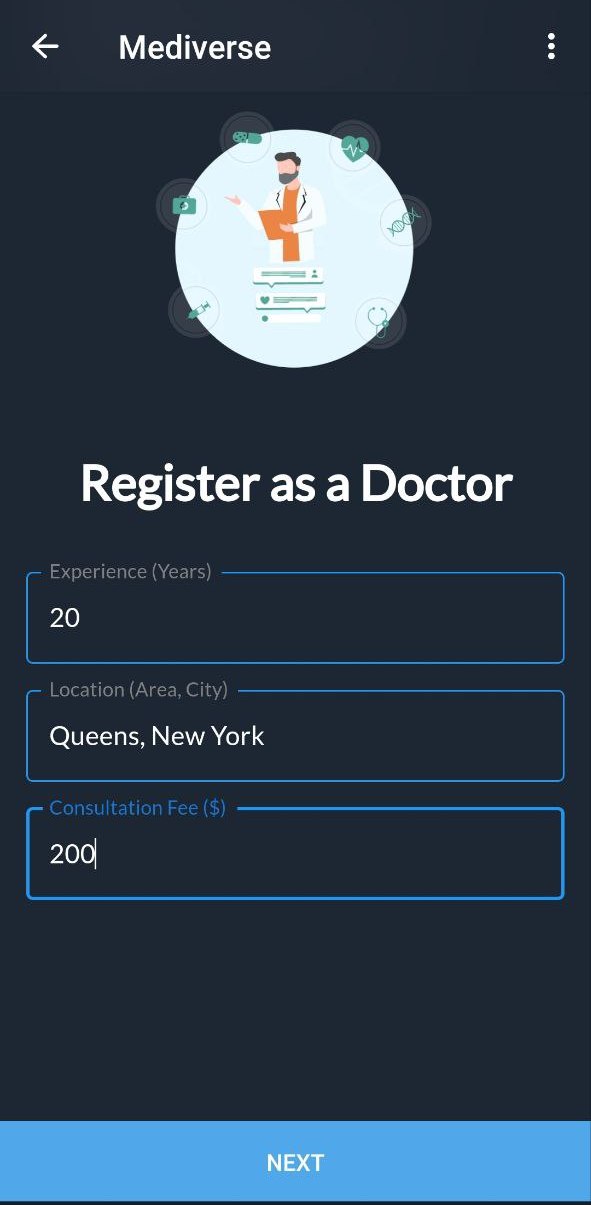 Mediverse
Register as a Doctor
Experience (Years)
20
Location (Area, City)
Queens, New York
Consultation Fee ($)
200
NEXT